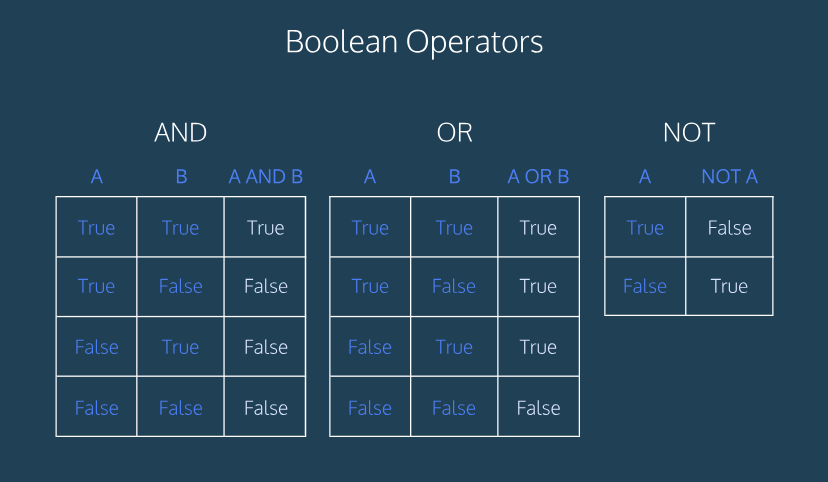 Boolean Operators
AND OR NOT
A B A AND B A B A OR B A NOT A
True True True True True True True False
True False False True False True False True
False True False False True True
False False False False False False